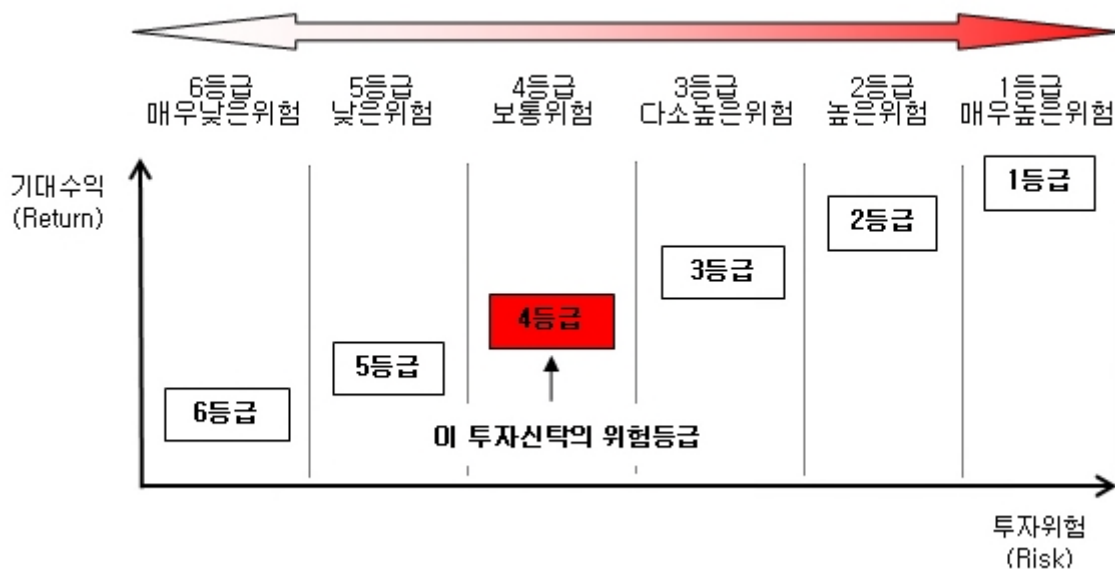 6등급
매우낮은위험
5등급
낮은위험
4등급
보통위험
3등급
다소높은위험
2등급
높은위험
1등급
매우높은위험
기대수익
(Return)
1등급
2등급
3등급
4등급
5등급
6등급
이 투자신탁의 위험등급
투자위험
(Risk)